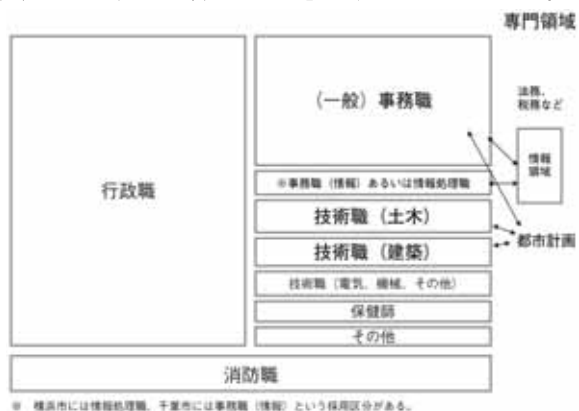 専門領域
（一般）事務職
法務、
税務など
情報
領域
行政職
※事務職（情報）あるいは情報処理職
技術職（土木）
都市計画
技術職（建築）
技術職（電気、機械、その他）
保健師
その他
消防職
※　横浜市には情報処理職、千葉市には事務職（情報）という採用区分がある。